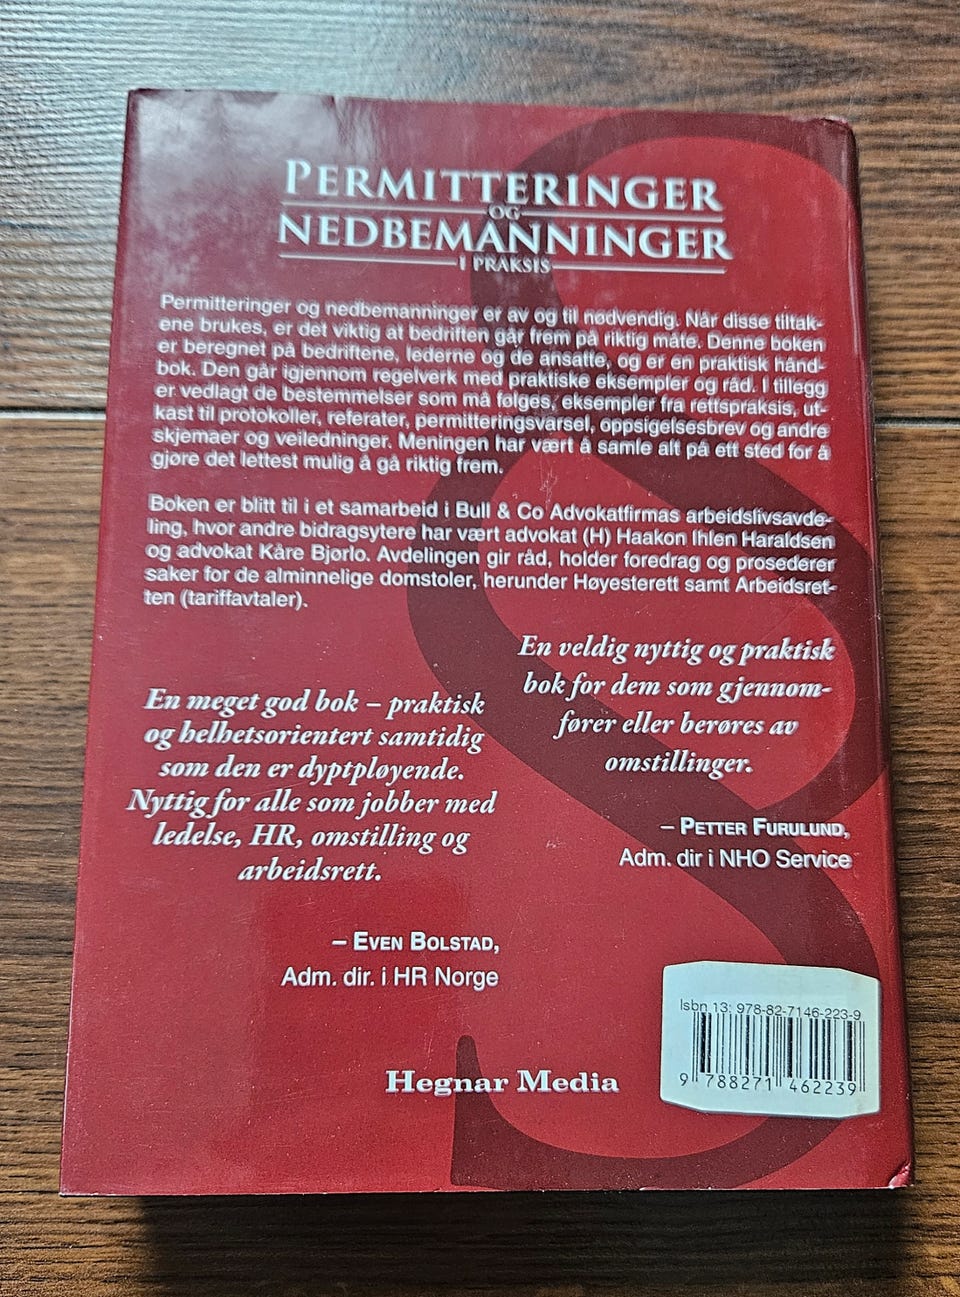 PERMITTERINGER
OG
NEDBEMANNINGER
I PRAKSIS
Permitteringer og nedbemanninger er av og til nødvendig. Når disse tiltak-
ene brukes, er det viktig at bedriften går frem på riktig måte. Denne boken
er beregnet på bedriftene, lederne og de ansatte, og er en praktisk hånd-
bok. Den går igjennom regelverk med praktiske eksempler og råd. I tillegg
er vedlagt de bestemmelser som må følges, eksempler fra rettspraksis, ut-
kast til protokoller, referater, permitteringsvarsel, oppsigelsesbrev og andre
skjemaer og veiledninger. Meningen har vært å samle alt på ett sted for å
gjøre det lettest mulig å gå riktig frem.
Boken er blitt til i et samarbeid i Bull & Co Advokatfirmas arbeidslivsavde-
ling, hvor andre bidragsytere har vært advokat (H) Haakon Ihlen Haraldsen
og advokat Kåre Bjørlo. Avdelingen gir råd, holder foredrag og prosederer
saker for de alminnelige domstoler, herunder Høyesterett samt Arbeidsret-
ten (tariffavtaler).
En meget god bok – praktisk
og helhetsorientert samtidig
som den er dyptpløyende.
Nyttig for alle som jobber med
ledelse, HR, omstilling og
arbeidsrett.
– EVEN BOLSTAD,
Adm. dir. i HR Norge
En veldig nyttig og praktisk
bok for dem som gjennom-
fører eller berøres av
omstillinger.
– PETTER FURULUND,
Adm. dir i NHO Service
Hegnar Media
Isbn 13: 978-82-7146-223-9
9 788271 462239